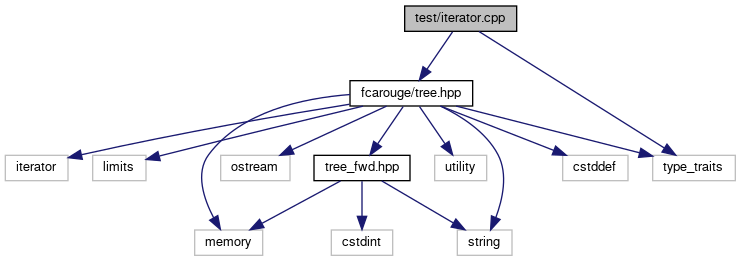 test/iterator.cpp
fcarouge/tree.hpp
iterator
limits
ostream
tree_fwd.hpp
utility
cstddef
type_traits
memory
cstdint
string